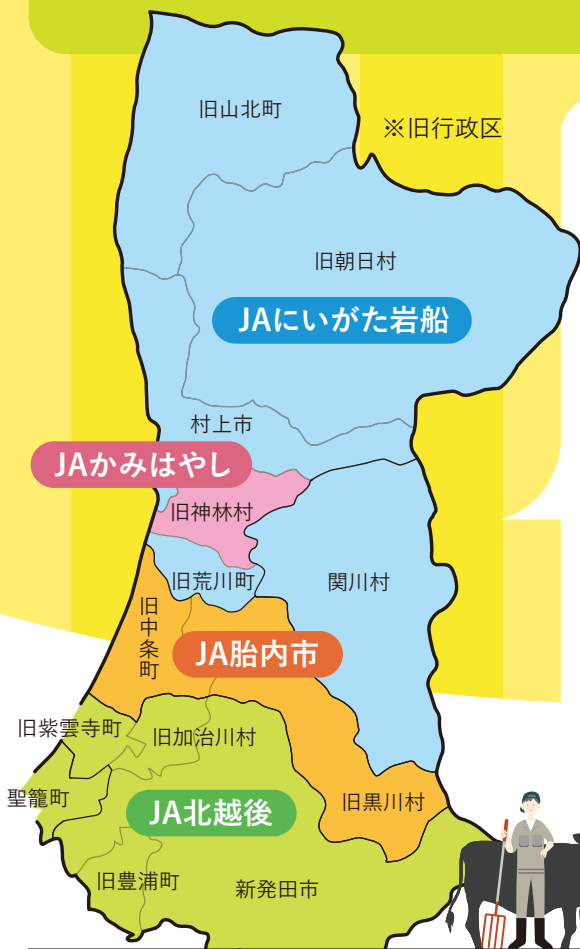 旧山北町
※旧行政区
旧朝日村
JAにいがた岩船
村上市
JAかみはやし
旧神林村
旧荒川町
関川村
旧中条町
JA胎内市
旧紫雲寺町
旧加治川村
聖籠町
JA北越後
旧黒川村
旧豊浦町
新発田市